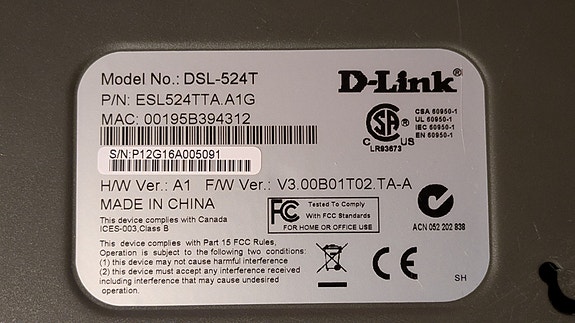 Model No.: DSL-524T
D-Link®
P/N: ESL524TTA.A1G
MAC: 00195B394312
CSA 60950-1
UL 60950-1
IEC 60950-1
EN 60950-1
C US
LR93673
S/N:P12G16A005091
H/W Ver.: A1 F/W Ver.: V3.00B01T02.TA-A
MADE IN CHINA
This device complies with Canada
ICES-003,Class B
FC Tested To Comply
With FCC Standards
FOR HOME OR OFFICE USE
ACN 052 202 838
This device complies with Part 15 FCC Rules,
Operation is subject to the following two conditions:
(1) this device may not cause harmful interference
(2) this device must accept any interference received
including interference that may cause undesired
operation.
CE
SH